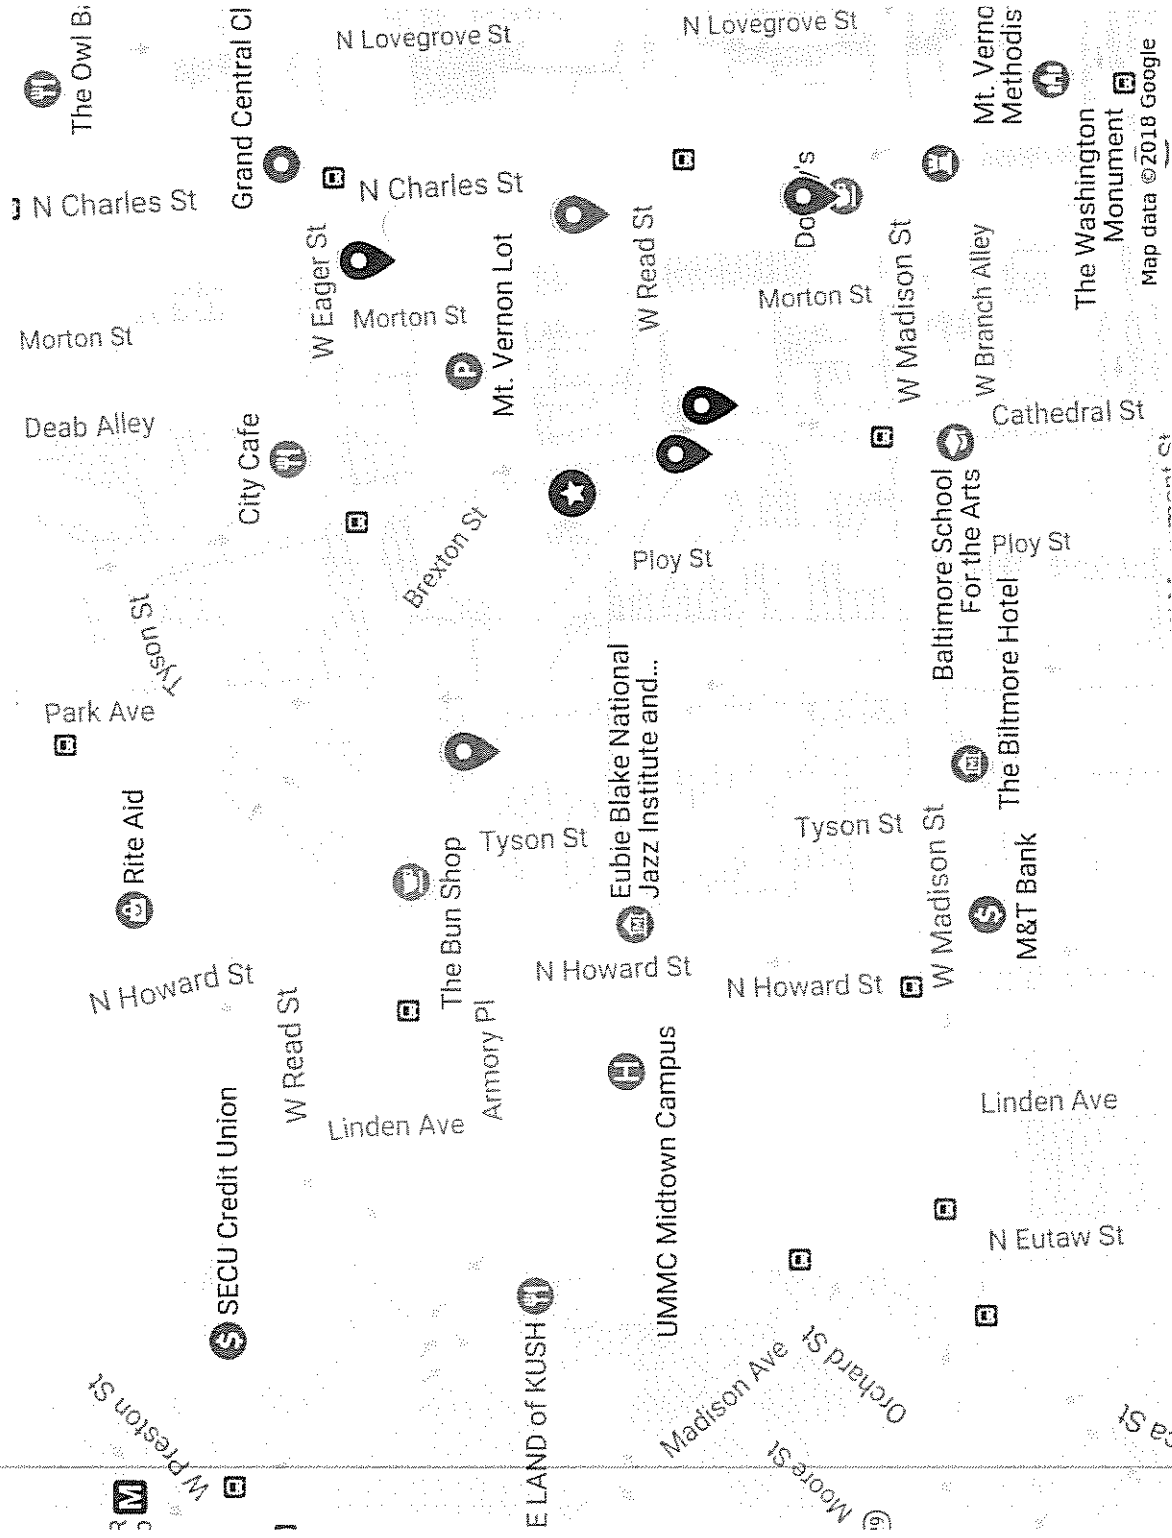 The Owl B
Grand Central Cl
N Lovegrove St
N Lovegrove St
Mt. Verno
Methodis
N Charles St
N Charles St
The Washington
Monument
Map data ©2018 Google
W Eager St
Mt. Vernon Lot
W Read St
Do
y's
W Madison St
W Branch Alley
Morton St
Morton St
Morton St
Deab Alley
City Cafe
Cathedral St
Brexton St
Ploy St
Baltimore School
For the Arts
Ploy St
Tyson St
Park Ave
Eubie Blake National
Jazz Institute and...
The Biltmore Hotel
Rite Aid
Tyson St
Tyson St
W Madison St
M&T Bank
The Bun Shop
N Howard St
N Howard St
N Howard St
W Read St
Armory Pl
Linden Ave
UMMC Midtown Campus
Linden Ave
SECU Credit Union
N Eutaw St
E LAND of KUSH
Madison Ave
Orchard St
W Preston St
Moore St
ca St
M